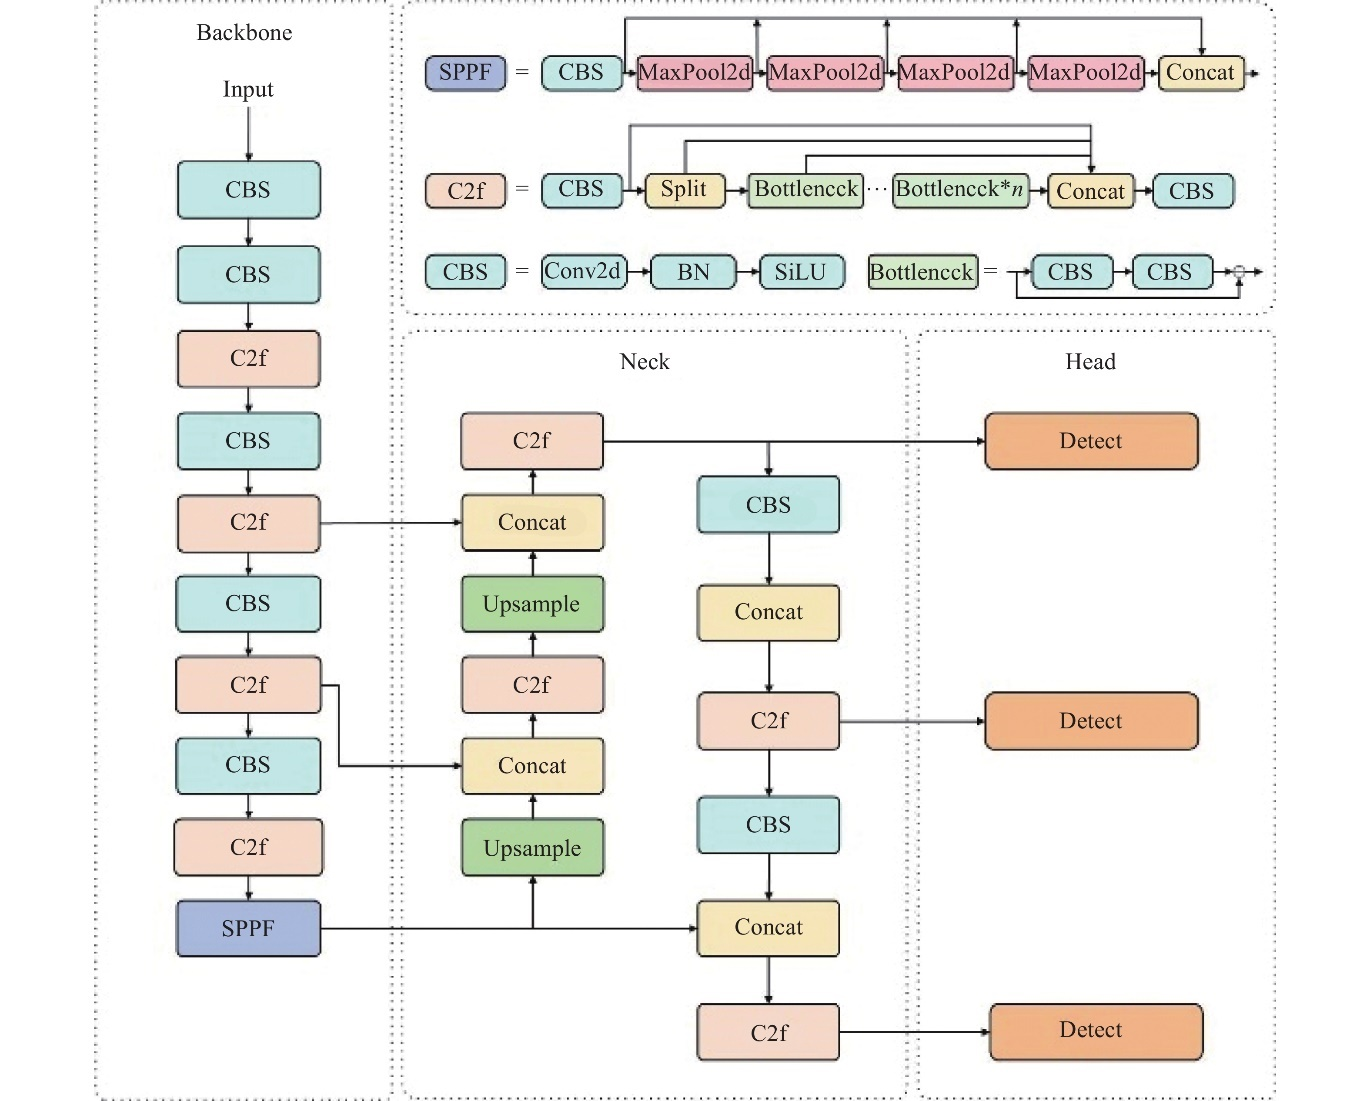 Backbone
Input
CBS
CBS
C2f
CBS
C2f
CBS
C2f
CBS
C2f
SPPF
SPPF = CBS MaxPool2d MaxPool2d MaxPool2d MaxPool2d Concat
C2f = CBS Split Bottlencck ··· Bottlencck*n Concat CBS
CBS = Conv2d BN SiLU Bottlencck = CBS CBS
Neck
C2f
Concat
Upsample
C2f
Concat
Upsample
CBS
Concat
C2f
CBS
Concat
C2f
Head
Detect
Detect
Detect